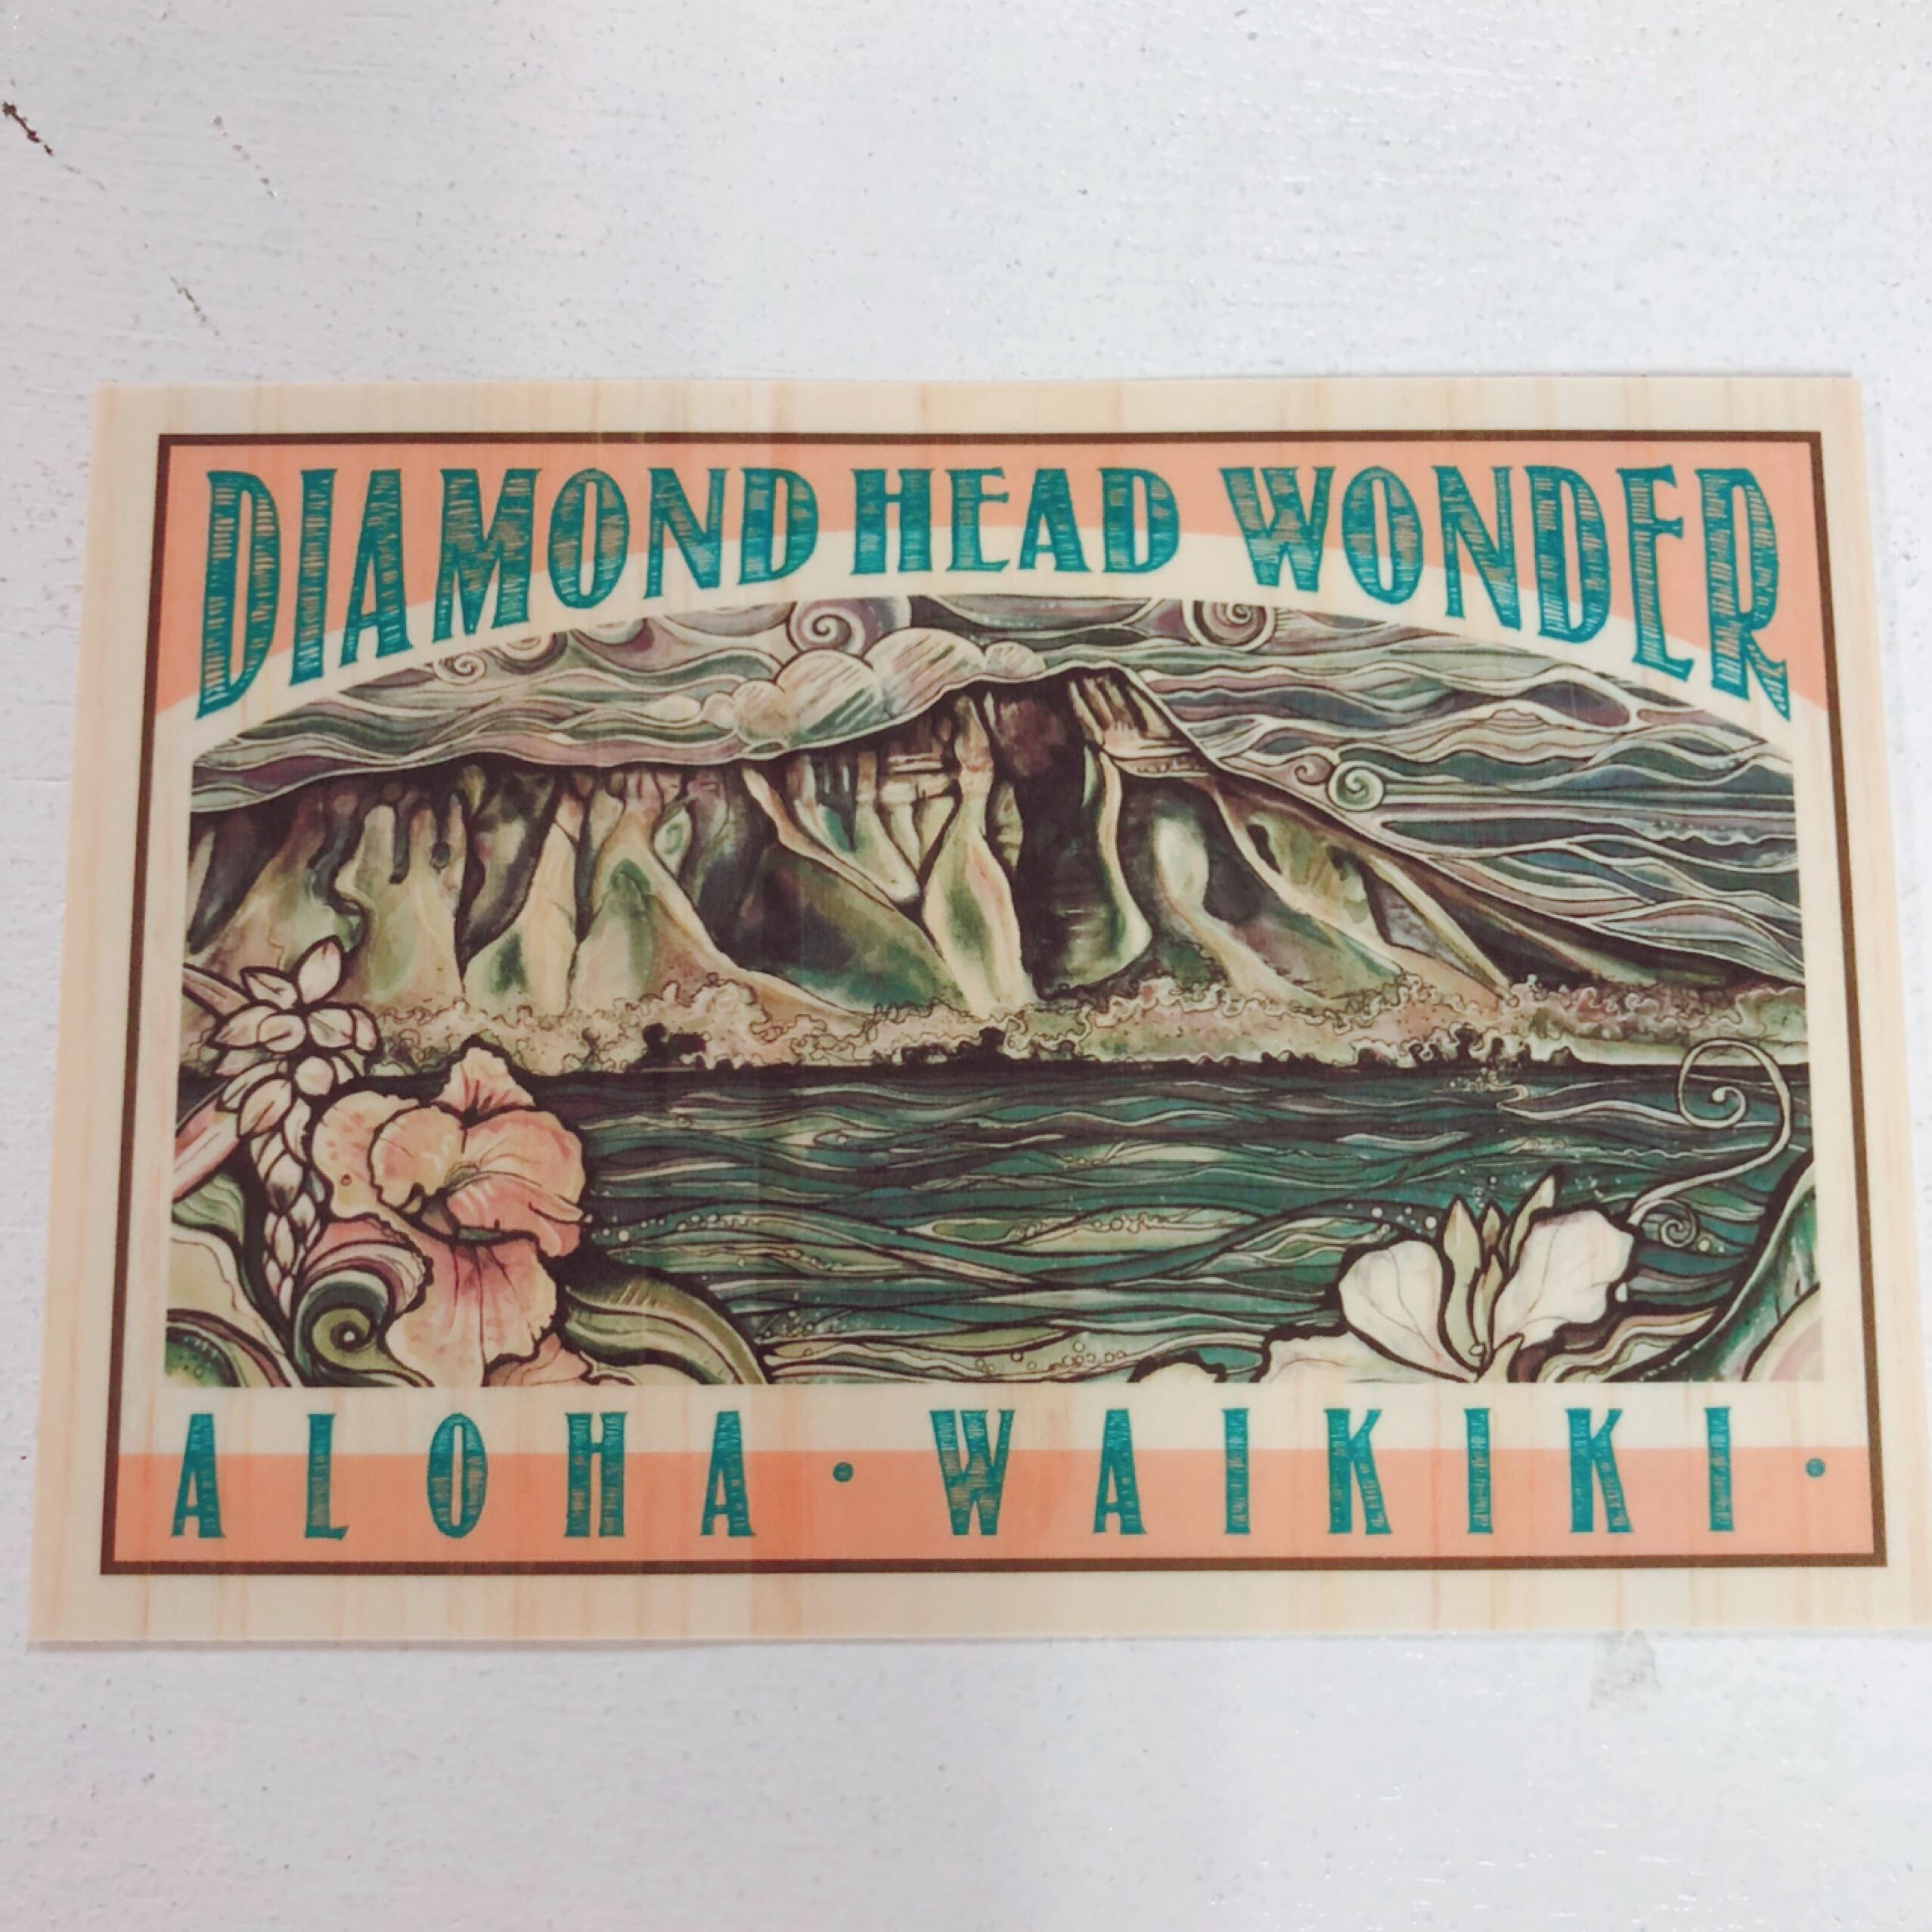 DIAMOND HEAD WONDER
ALOHA • WAIKIKI •